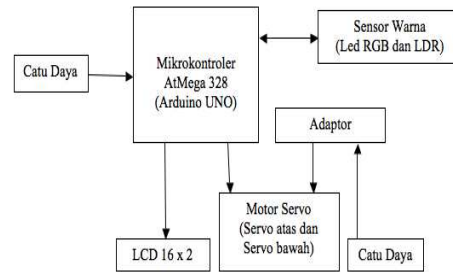 Catu Daya
Mikrokontroler
AtMega 328
(Arduino UNO)
Sensor Warna
(Led RGB dan LDR)
Adaptor
LCD 16 x 2
Motor Servo
(Servo atas dan
Servo bawah)
Catu Daya